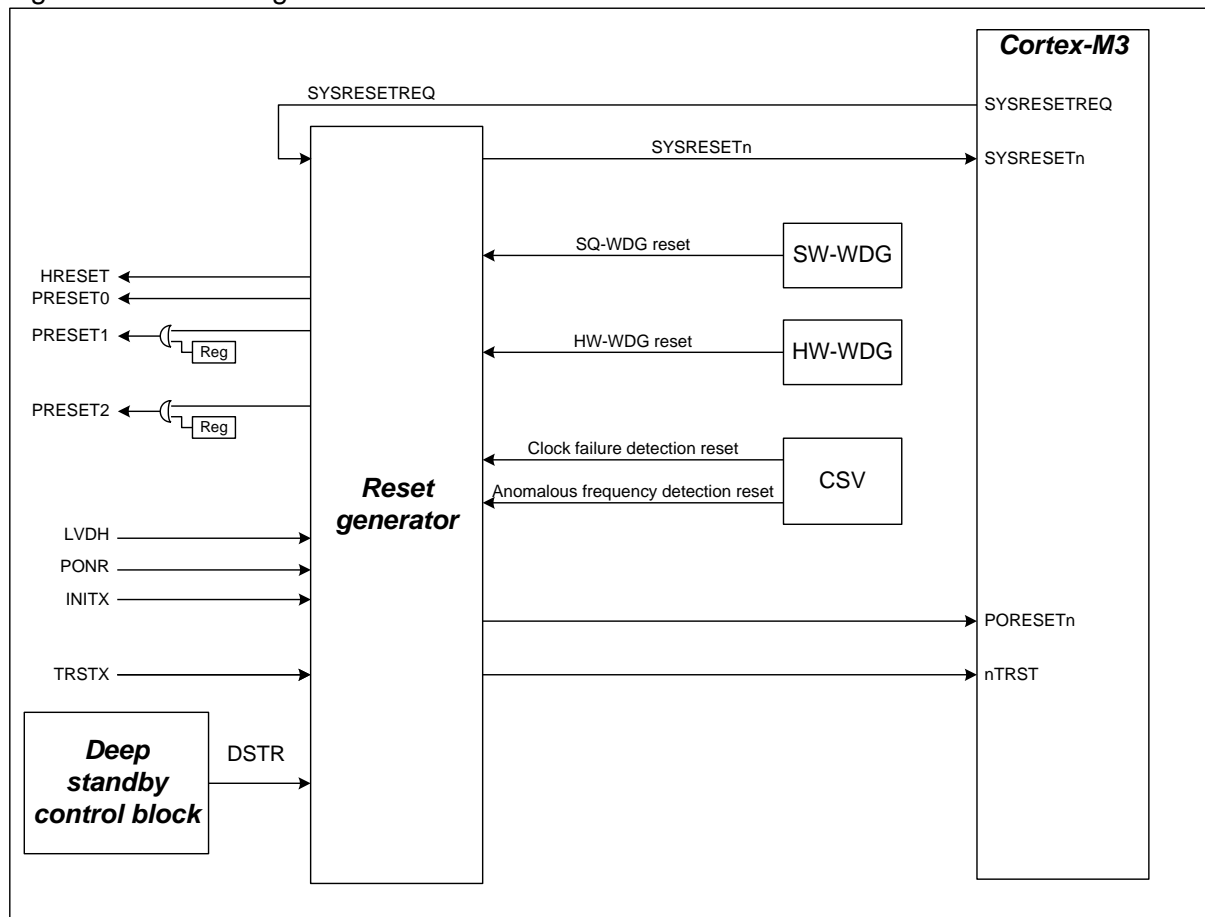 Cortex-M3
SYSRESETREQ
SYSRESETREQ
SYSRESETn
SYSRESETn
SQ-WDG reset
SW-WDG
HRESET
PRESET0
PRESET1
Reg
HW-WDG reset
HW-WDG
PRESET2
Reg
Clock failure detection reset
CSV
Anomalous frequency detection reset
Reset
generator
LVDH
PONR
INITX
PORESETn
TRSTX
nTRST
Deep
standby
control block
DSTR